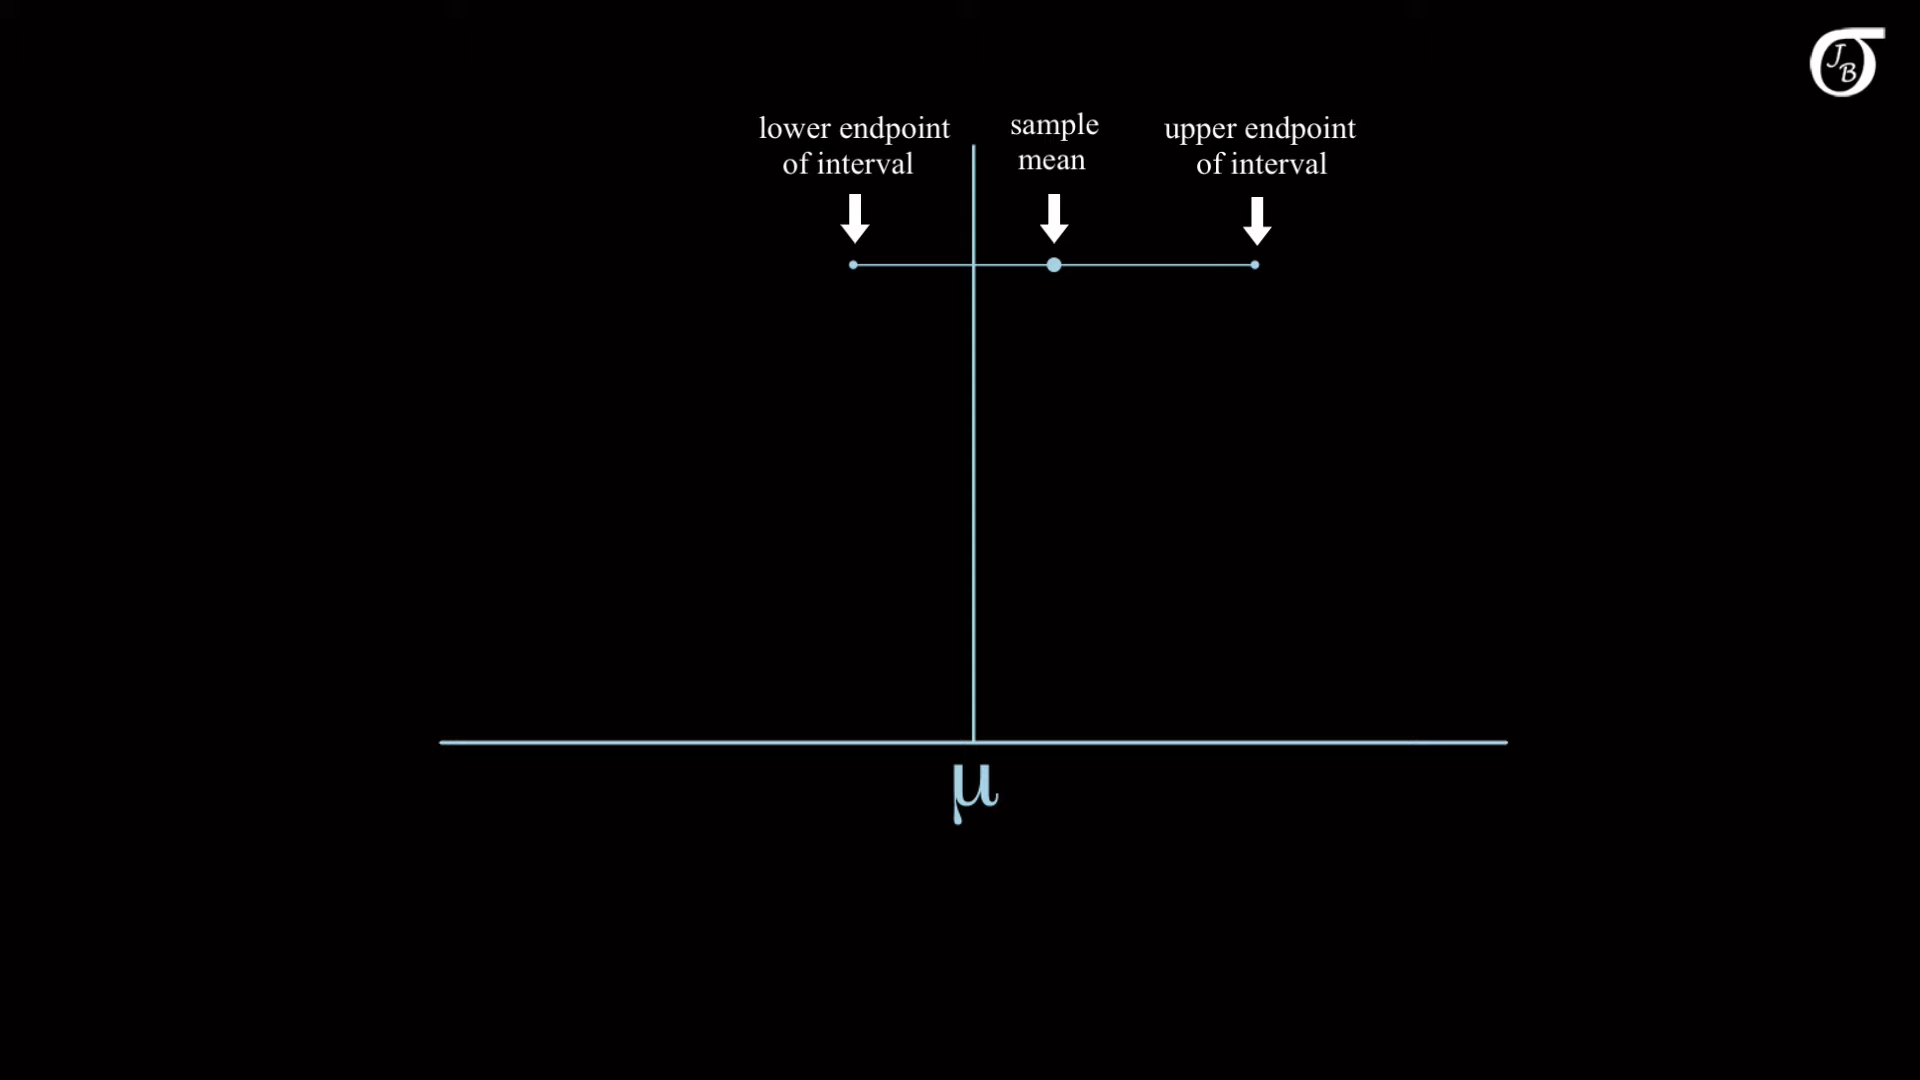 lower endpoint
of interval
sample
mean
upper endpoint
of interval
μ
σ
J
B